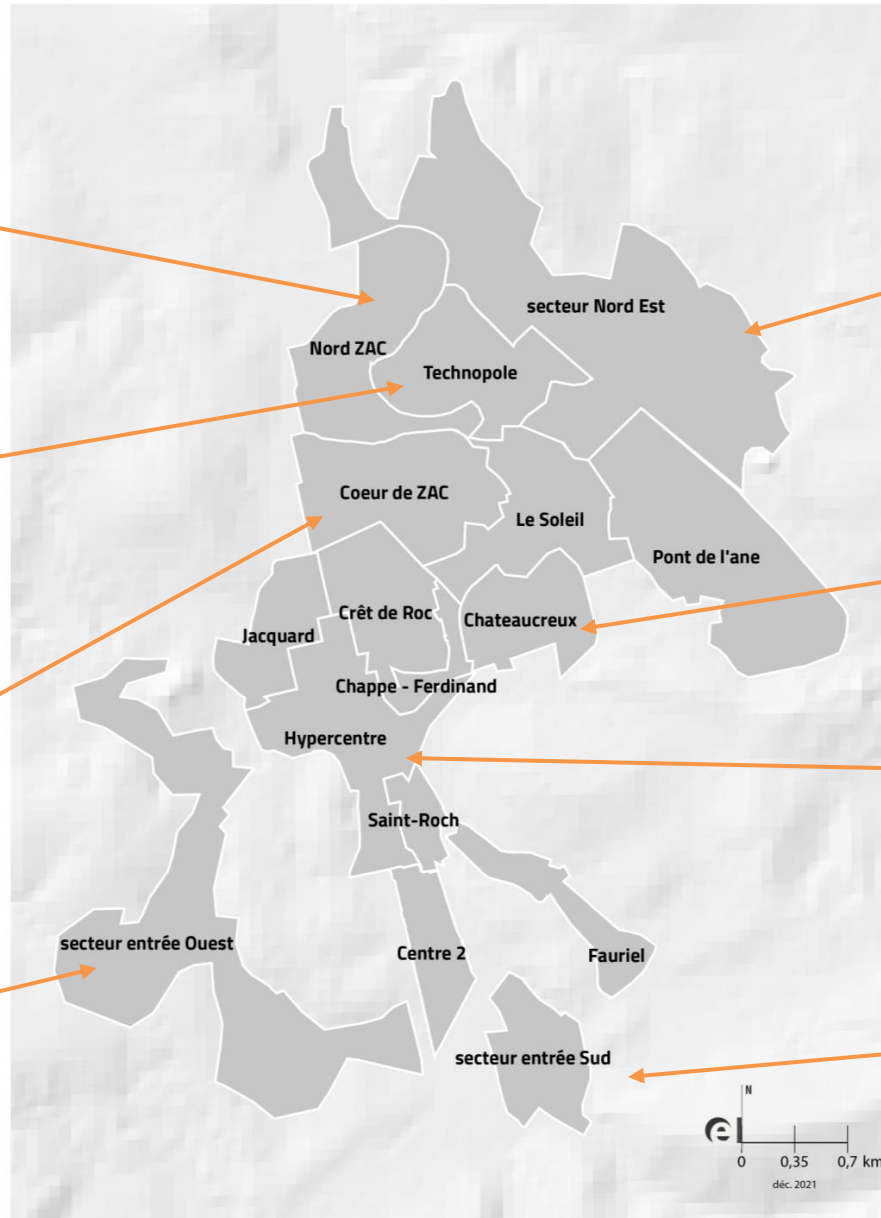 secteur Nord Est
Nord ZAC
Technopole
Coeur de ZAC
Le Soleil
Pont de l'ane
Crêt de Roc
Chateaucreux
Jacquard
Chappe - Ferdinand
Hypercentre
Saint-Roch
secteur entrée Ouest
Centre 2
Fauriel
secteur entrée Sud
N
e
0 0,35 0,7 km
déc. 2021